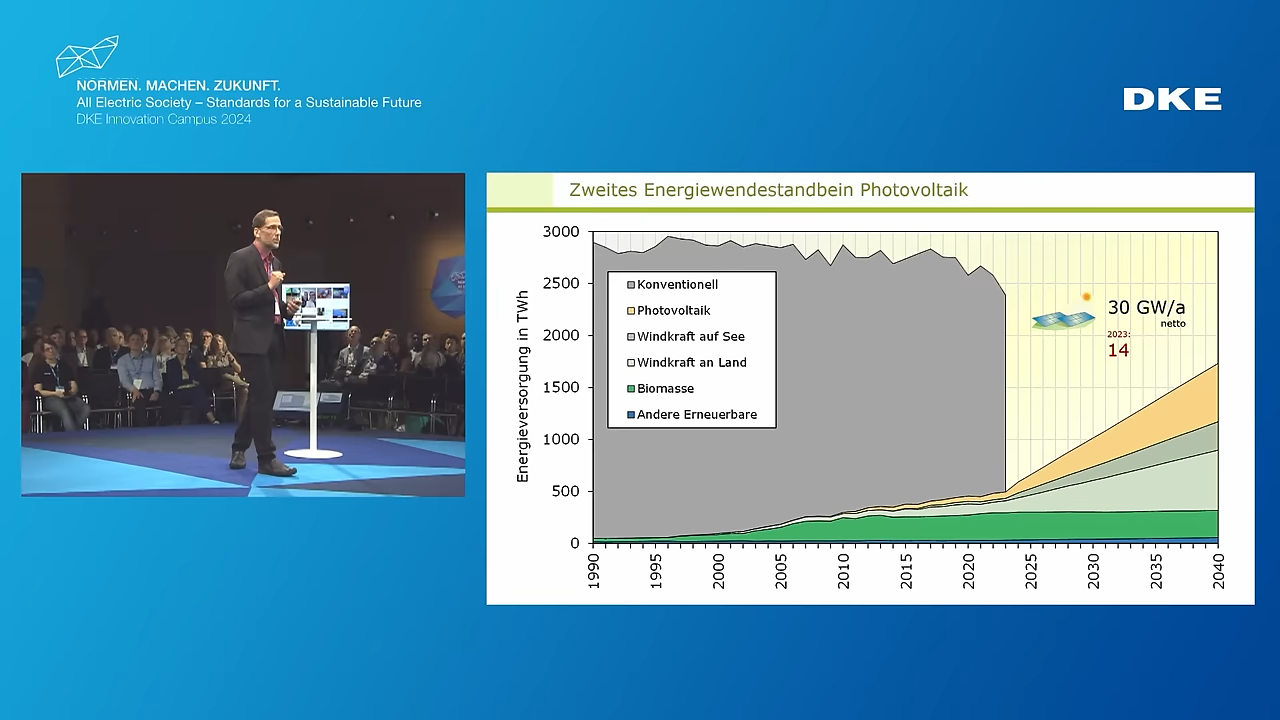 NORMEN. MACHEN. ZUKUNFT.
All Electric Society – Standards for a Sustainable Future
DKE Innovation Campus 2024
DKE
Zweites Energiewendestandbein Photovoltaik
Energieversorgung in TWh
3000
2500
2000
1500
1000
500
0
Konventionell
Photovoltaik
Windkraft auf See
Windkraft an Land
Biomasse
Andere Erneuerbare
30 GW/a
netto
2023:
14
1990
1995
2000
2005
2010
2015
2020
2025
2030
2035
2040